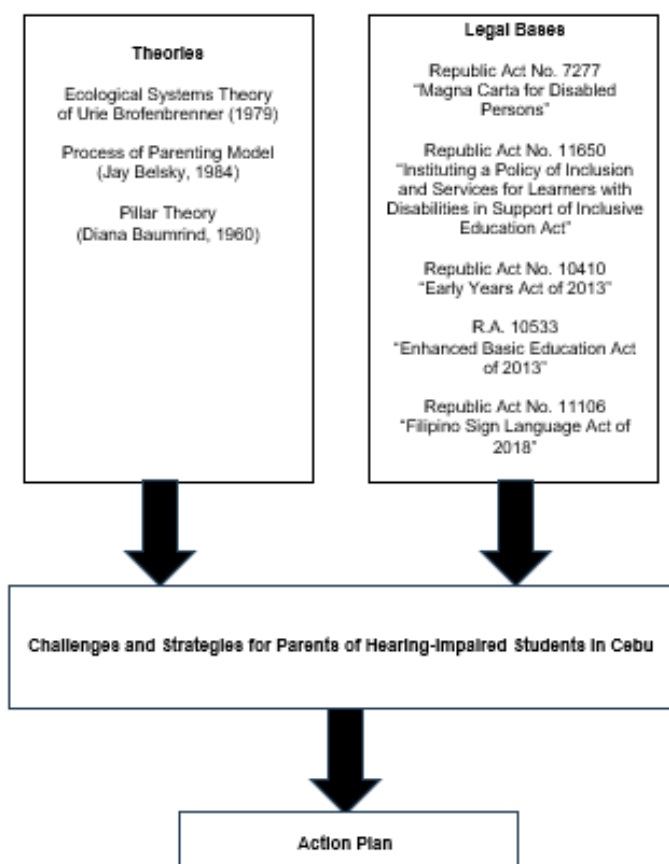 Theories
Ecological Systems Theory
of Urie Brofenbrenner (1979)
Process of Parenting Model
(Jay Belsky, 1984)
Pillar Theory
(Diana Baumrind, 1960)
Legal Bases
Republic Act No. 7277
“Magna Carta for Disabled
Persons”
Republic Act No. 11650
“Instituting a Policy of Inclusion
and Services for Learners with
Disabilities in Support of Inclusive
Education Act”
Republic Act No. 10410
“Early Years Act of 2013”
R.A. 10533
“Enhanced Basic Education Act
of 2013”
Republic Act No. 11106
“Filipino Sign Language Act of
2018”
Challenges and Strategies for Parents of Hearing-Impaired Students in Cebu
Action Plan